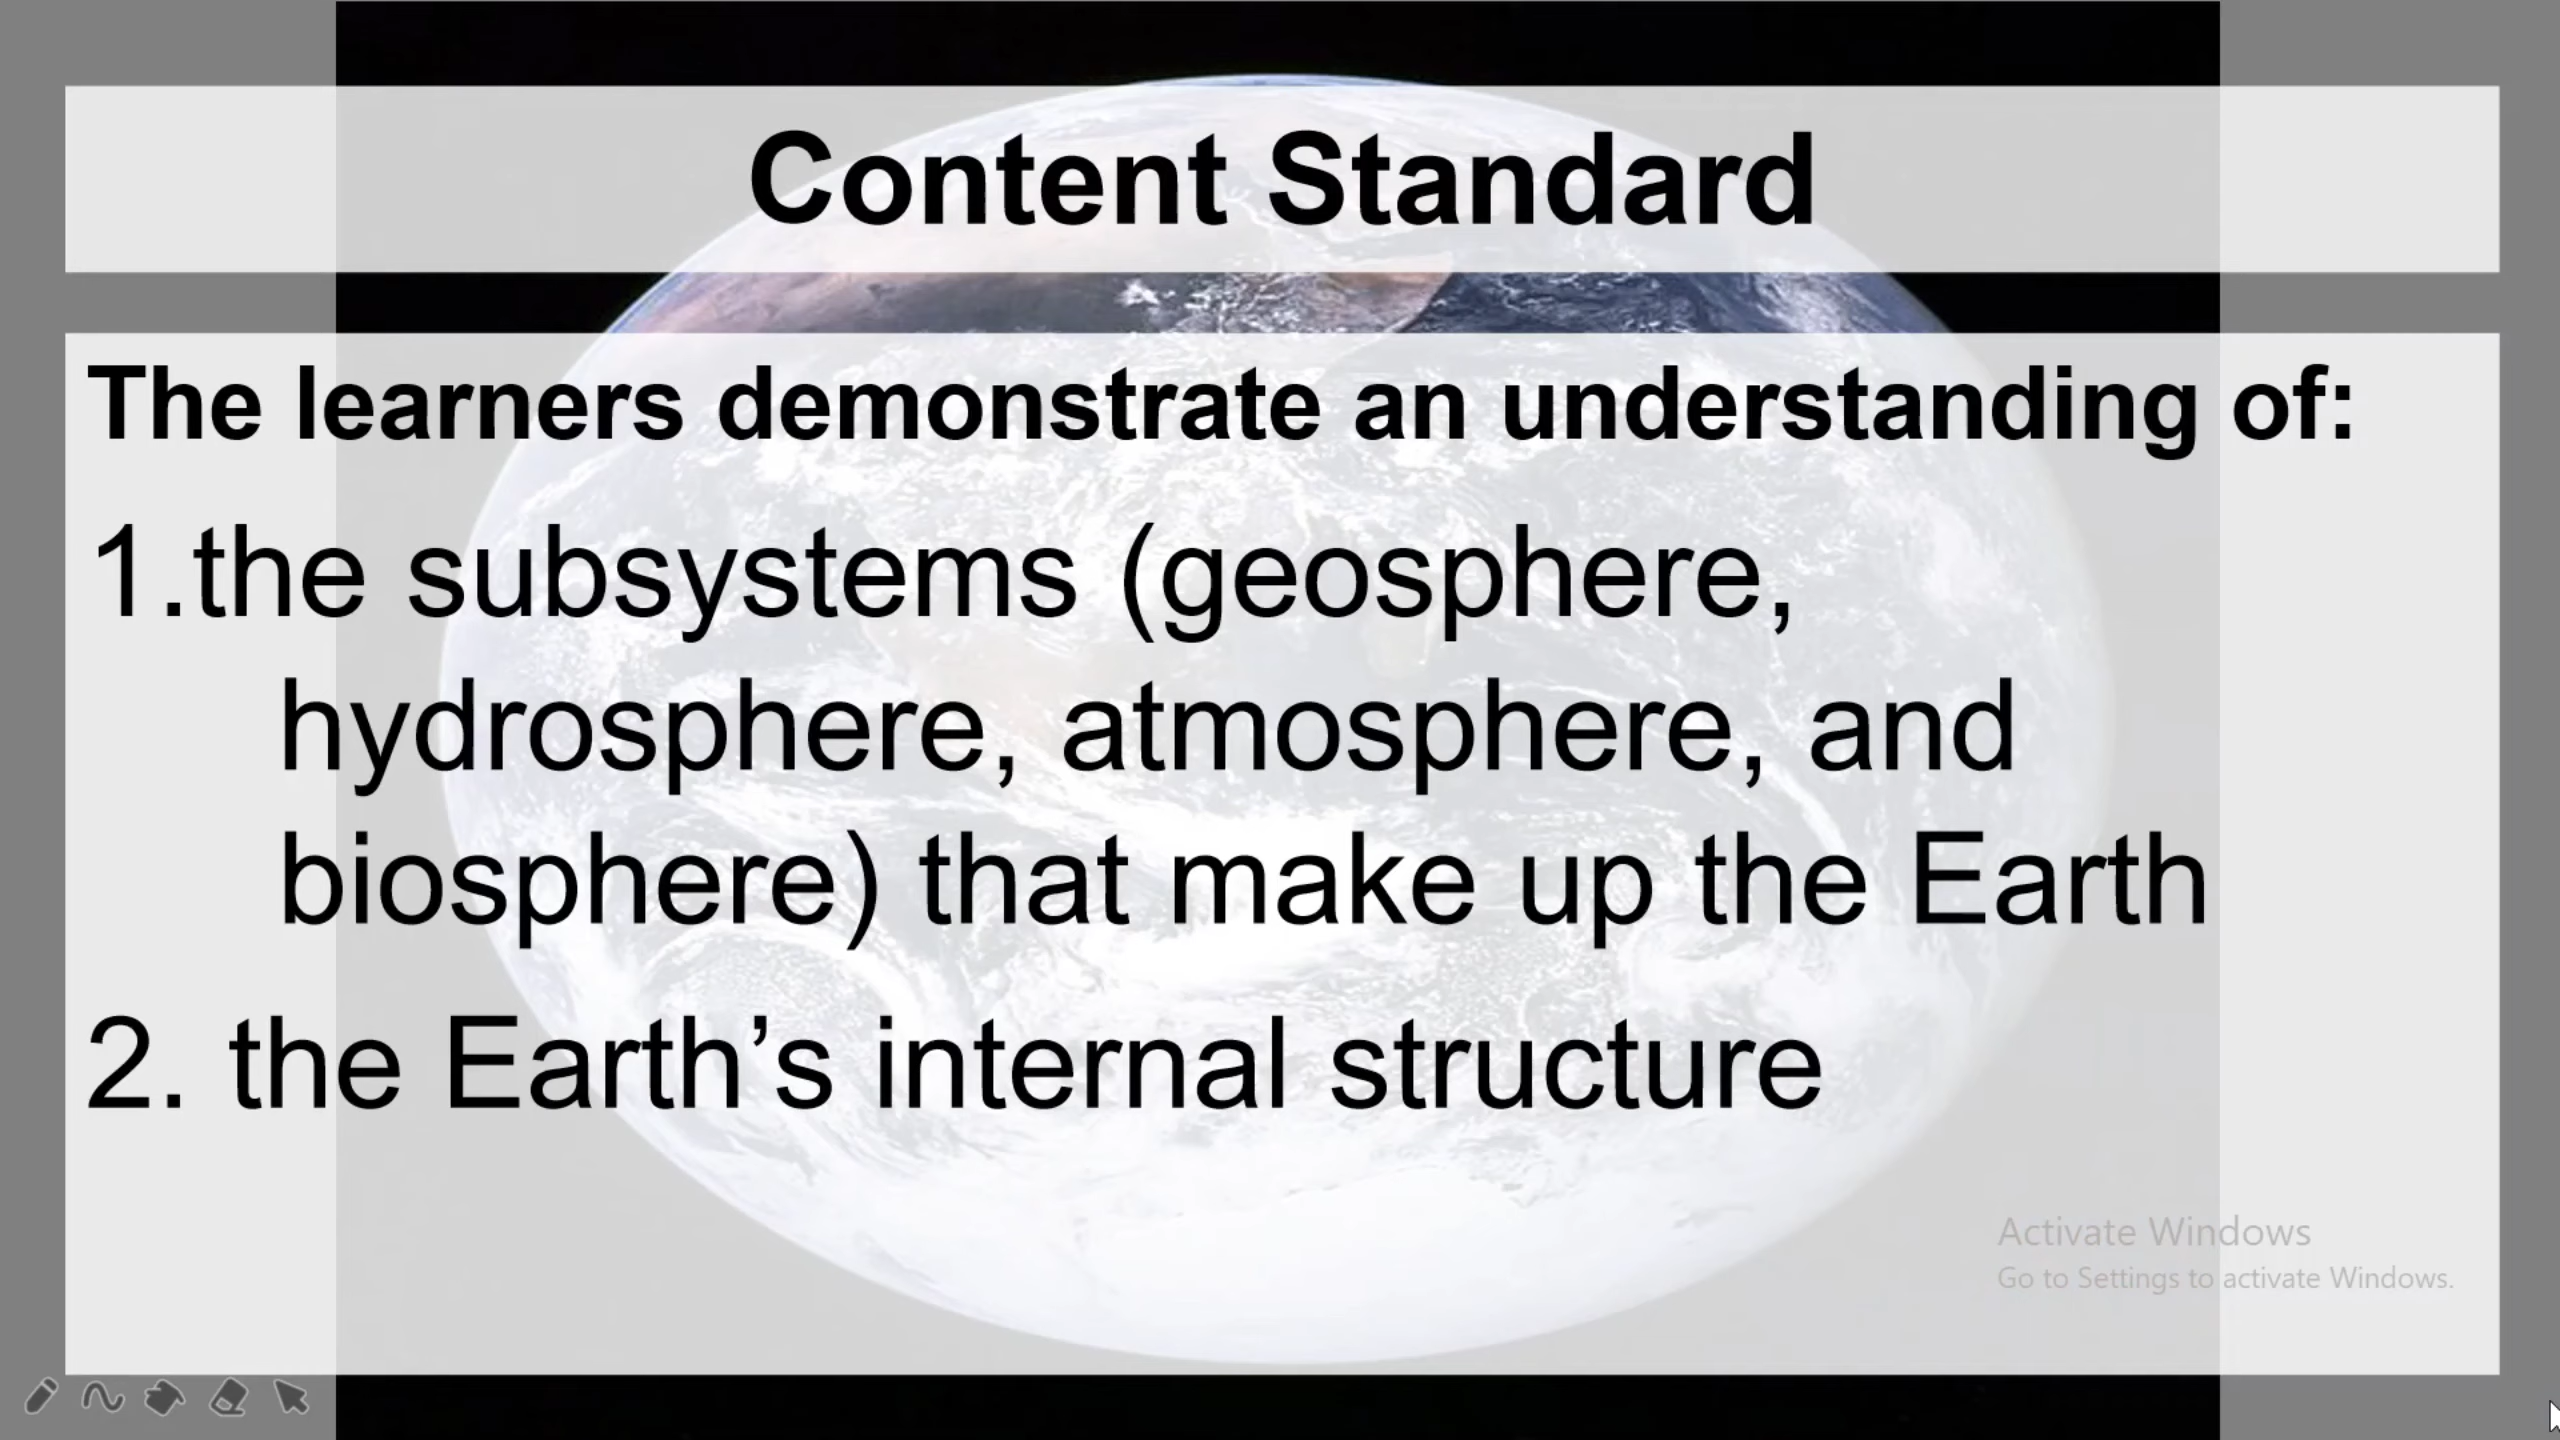 Content Standard
The learners demonstrate an understanding of:
1.the subsystems (geosphere,
hydrosphere, atmosphere, and
biosphere) that make up the Earth
2. the Earth’s internal structure
Activate Windows
Go to Settings to activate Windows.